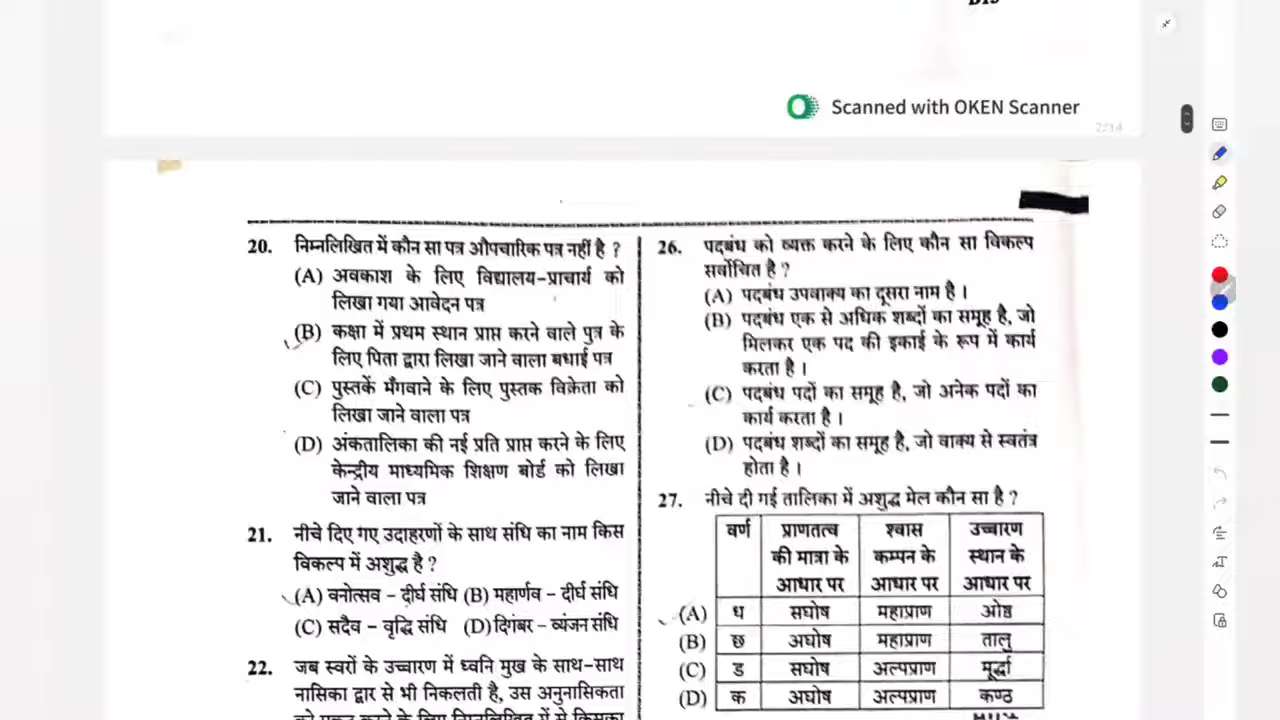 Scanned with OKEN Scanner
20. निम्नलिखित में कौन सा पत्र औपचारिक पत्र नहीं है ?
(A) अवकाश के लिए विद्यालय-प्राचार्य को
लिखा गया आवेदन पत्र
(B) कक्षा में प्रथम स्थान प्राप्त करने वाले पुत्र के
लिए पिता द्वारा लिखा जाने वाला बधाई पत्र
(C) पुस्तकें मँगवाने के लिए पुस्तक विक्रेता को
लिखा जाने वाला पत्र
(D) अंकतालिका की नई प्रति प्राप्त करने के लिए
केन्द्रीय माध्यमिक शिक्षण बोर्ड को लिखा
जाने वाला पत्र
21. नीचे दिए गए उदाहरणों के साथ संधि का नाम किस
विकल्प में अशुद्ध है ?
(A) वनोत्सव – दीर्घ संधि (B) महार्णव – दीर्घ संधि
(C) सदैव – वृद्धि संधि (D) दिगंबर – व्यंजन संधि
22. जब स्वरों के उच्चारण में ध्वनि मुख के साथ-साथ
नासिका द्वार से भी निकलती है, उस अनुनासिकता
26. पदबंध को व्यक्त करने के लिए कौन सा विकल्प
सर्वोचित है ?
(A) पदबंध उपवाक्य का दूसरा नाम है ।
(B) पदबंध एक से अधिक शब्दों का समूह है, जो
मिलकर एक पद की इकाई के रूप में कार्य
करता है ।
(C) पदबंध पदों का समूह है, जो अनेक पदों का
कार्य करता है ।
(D) पदबंध शब्दों का समूह है, जो वाक्य से स्वतंत्र
होता है ।
27. नीचे दी गई तालिका में अशुद्ध मेल कौन सा है ?
वर्ण प्राणतत्व श्वास उच्चारण
की मात्रा के कम्पन के स्थान के
आधार पर आधार पर आधार पर
(A) ध सघोष महाप्राण ओष्ठ
(B) छ अघोष महाप्राण तालु
(C) ड सघोष अल्पप्राण मूर्द्धा
(D) क अघोष अल्पप्राण कण्ठ